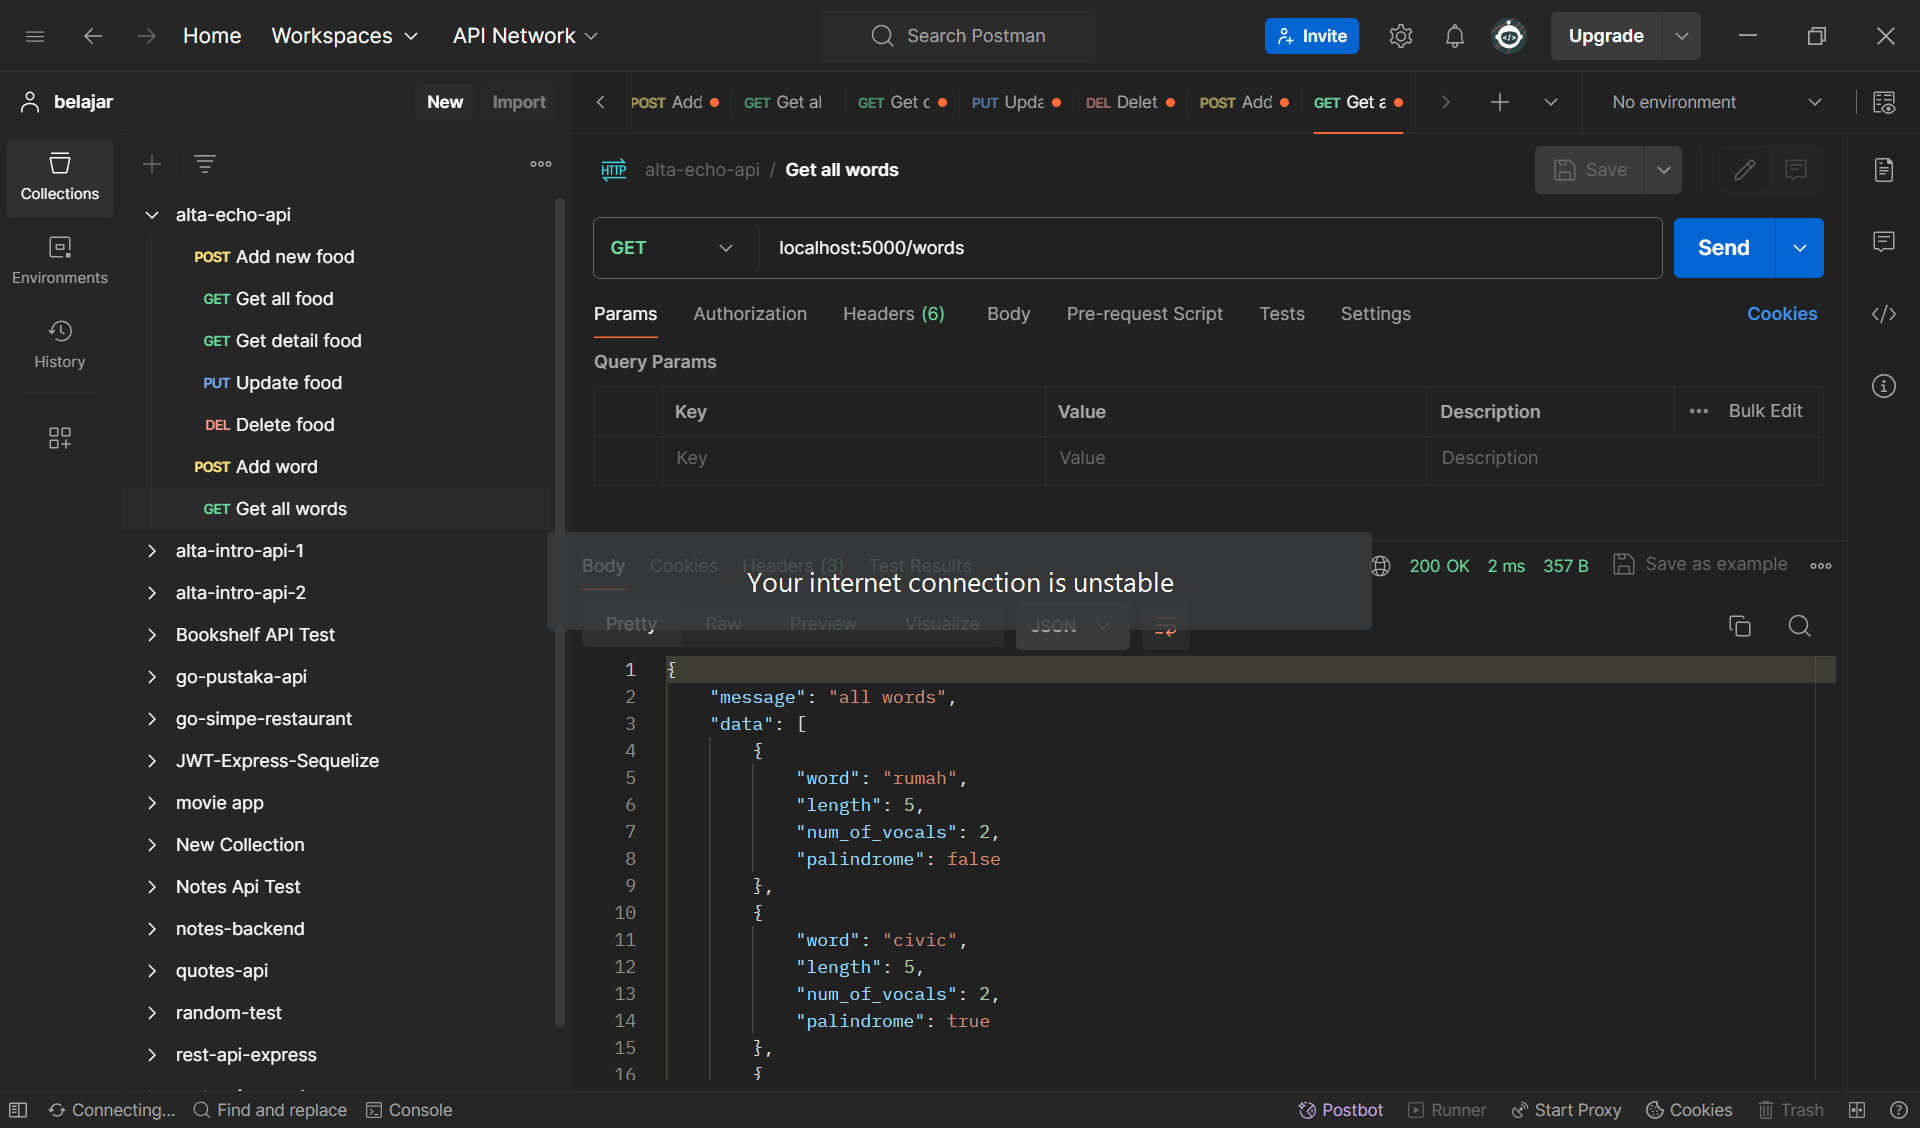 Home Workspaces API Network Search Postman Invite Upgrade
belajar New Import
POST Add GET Get al GET Get PUT Upda DEL Delet POST Add GET Get a No environment
Collections
Environments
History
alta-echo-api
POST Add new food
GET Get all food
GET Get detail food
PUT Update food
DEL Delete food
POST Add word
GET Get all words
alta-intro-api-1
alta-intro-api-2
Bookshelf API Test
go-pustaka-api
go-simpe-restaurant
JWT-Express-Sequelize
movie app
New Collection
Notes Api Test
notes-backend
quotes-api
random-test
rest-api-express
HTTP alta-echo-api / Get all words Save
GET localhost:5000/words Send
Params Authorization Headers (6) Body Pre-request Script Tests Settings Cookies
Query Params
Key Value Description Bulk Edit
Key Value Description
Body Cookies Headers (3) Test Results 200 OK 2 ms 357 B Save as example
Your internet connection is unstable
Pretty Raw Preview Visualize JSON
1 {
2 "message": "all words",
3 "data": [
4 {
5 "word": "rumah",
6 "length": 5,
7 "num_of_vocals": 2,
8 "palindrome": false
9 },
10 {
11 "word": "civic",
12 "length": 5,
13 "num_of_vocals": 2,
14 "palindrome": true
15 },
16 {
Connecting... Find and replace Console Postbot Runner Start Proxy Cookies Trash